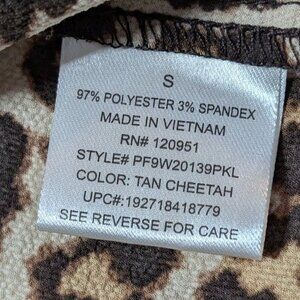 S
97% POLYESTER 3% SPANDEX
MADE IN VIETNAM
RN# 120951
STYLE# PF9W20139PKL
COLOR: TAN CHEETAH
UPC#:192718418779
SEE REVERSE FOR CARE